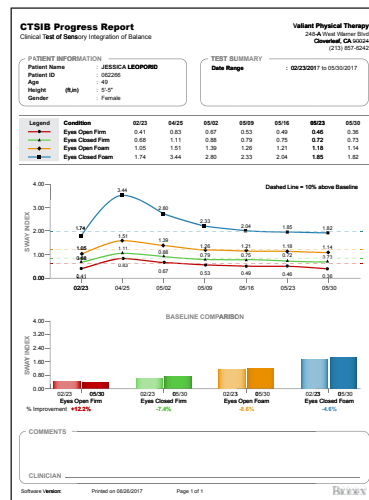 CTSIB Progress Report
Clinical Test of Sensory Integration of Balance
Valiant Physical Therapy
248-A West Warner Blvd
Cloverleaf, CA 90024
(213) 857-6242
PATIENT INFORMATION
Patient Name : JESSICA LEOPORID
Patient ID : 062266
Age : 49
Height (ft,in) : 5'-5"
Gender : Female
TEST SUMMARY
Date Range : 02/23/2017 to 05/30/2017
Legend Condition 02/23 04/25 05/02 05/09 05/16 05/23 05/30
Eyes Open Firm 0.41 0.83 0.67 0.53 0.49 0.46 0.36
Eyes Closed Firm 0.68 1.11 0.88 0.79 0.75 0.72 0.73
Eyes Open Foam 1.05 1.51 1.39 1.26 1.21 1.18 1.14
Eyes Closed Foam 1.74 3.44 2.80 2.33 2.04 1.85 1.82
Dashed Line = 10% above Baseline
SWAY INDEX
4.00
3.00
2.00
1.00
0.00
1.74 3.44 2.80 2.33 2.04 1.85 1.82
1.05 1.51 1.39 1.26 1.21 1.18 1.14
0.68 1.11 0.88 0.79 0.75 0.72 0.73
0.41 0.83 0.67 0.53 0.49 0.46 0.36
02/23 04/25 05/02 05/09 05/16 05/23 05/30
BASELINE COMPARISON
SWAY INDEX
4.00
3.20
2.40
1.60
0.80
0.00
02/23 05/30 02/23 05/30 02/23 05/30 02/23 05/30
Eyes Open Firm Eyes Closed Firm Eyes Open Foam Eyes Closed Foam
% Improvement +12.2% -7.4% -8.6% -4.6%
COMMENTS
CLINICIAN
Software Version: Printed on 06/26/2017 Page 1 of 1
BIODEX